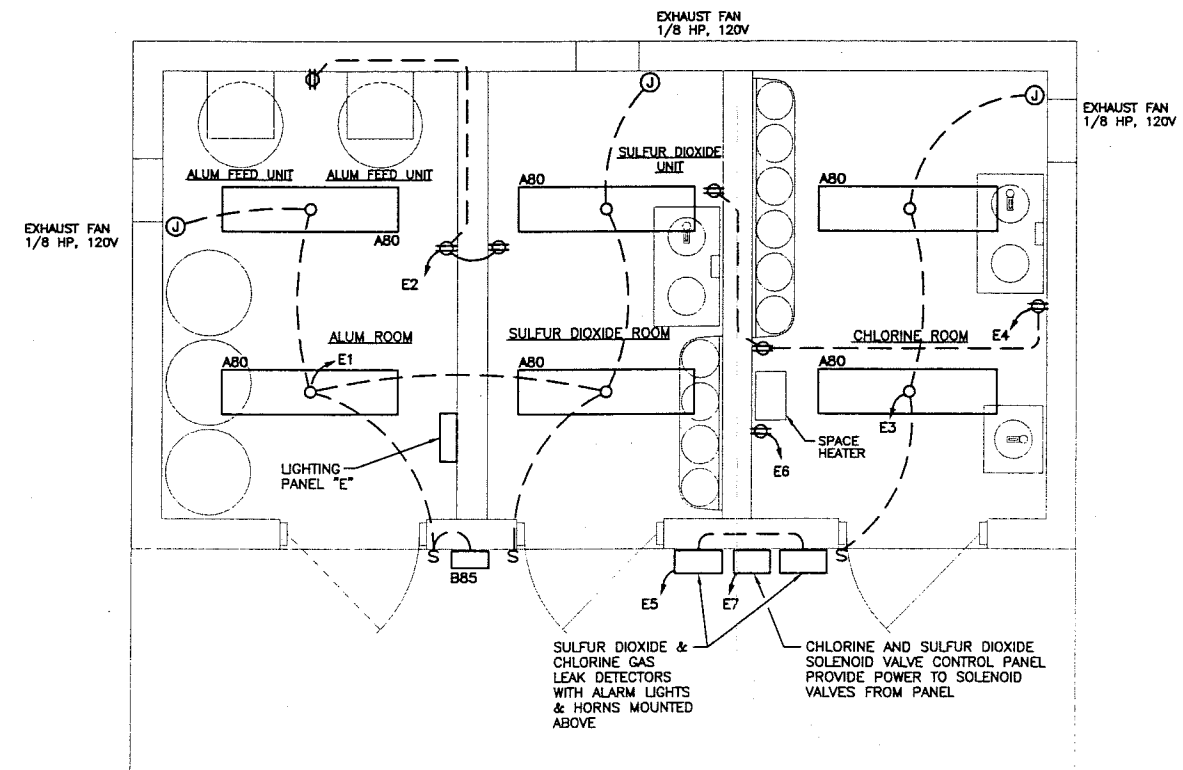 EXHAUST FAN
1/8 HP, 120V
J
J
EXHAUST FAN
1/8 HP, 120V
SULFUR DIOXIDE
UNIT
ALUM FEED UNIT
ALUM FEED UNIT
A80
A80
EXHAUST FAN
1/8 HP, 120V
J
A80
E2
ALUM ROOM
SULFUR DIOXIDE ROOM
CHLORINE ROOM
E4
A80
E1
A80
A80
E3
SPACE
HEATER
LIGHTING
PANEL "E"
E6
S
B85
S
S
E5
E7
SULFUR DIOXIDE &
CHLORINE GAS
LEAK DETECTORS
WITH ALARM LIGHTS
& HORNS MOUNTED
ABOVE
CHLORINE AND SULFUR DIOXIDE
SOLENOID VALVE CONTROL PANEL
PROVIDE POWER TO SOLENOID
VALVES FROM PANEL